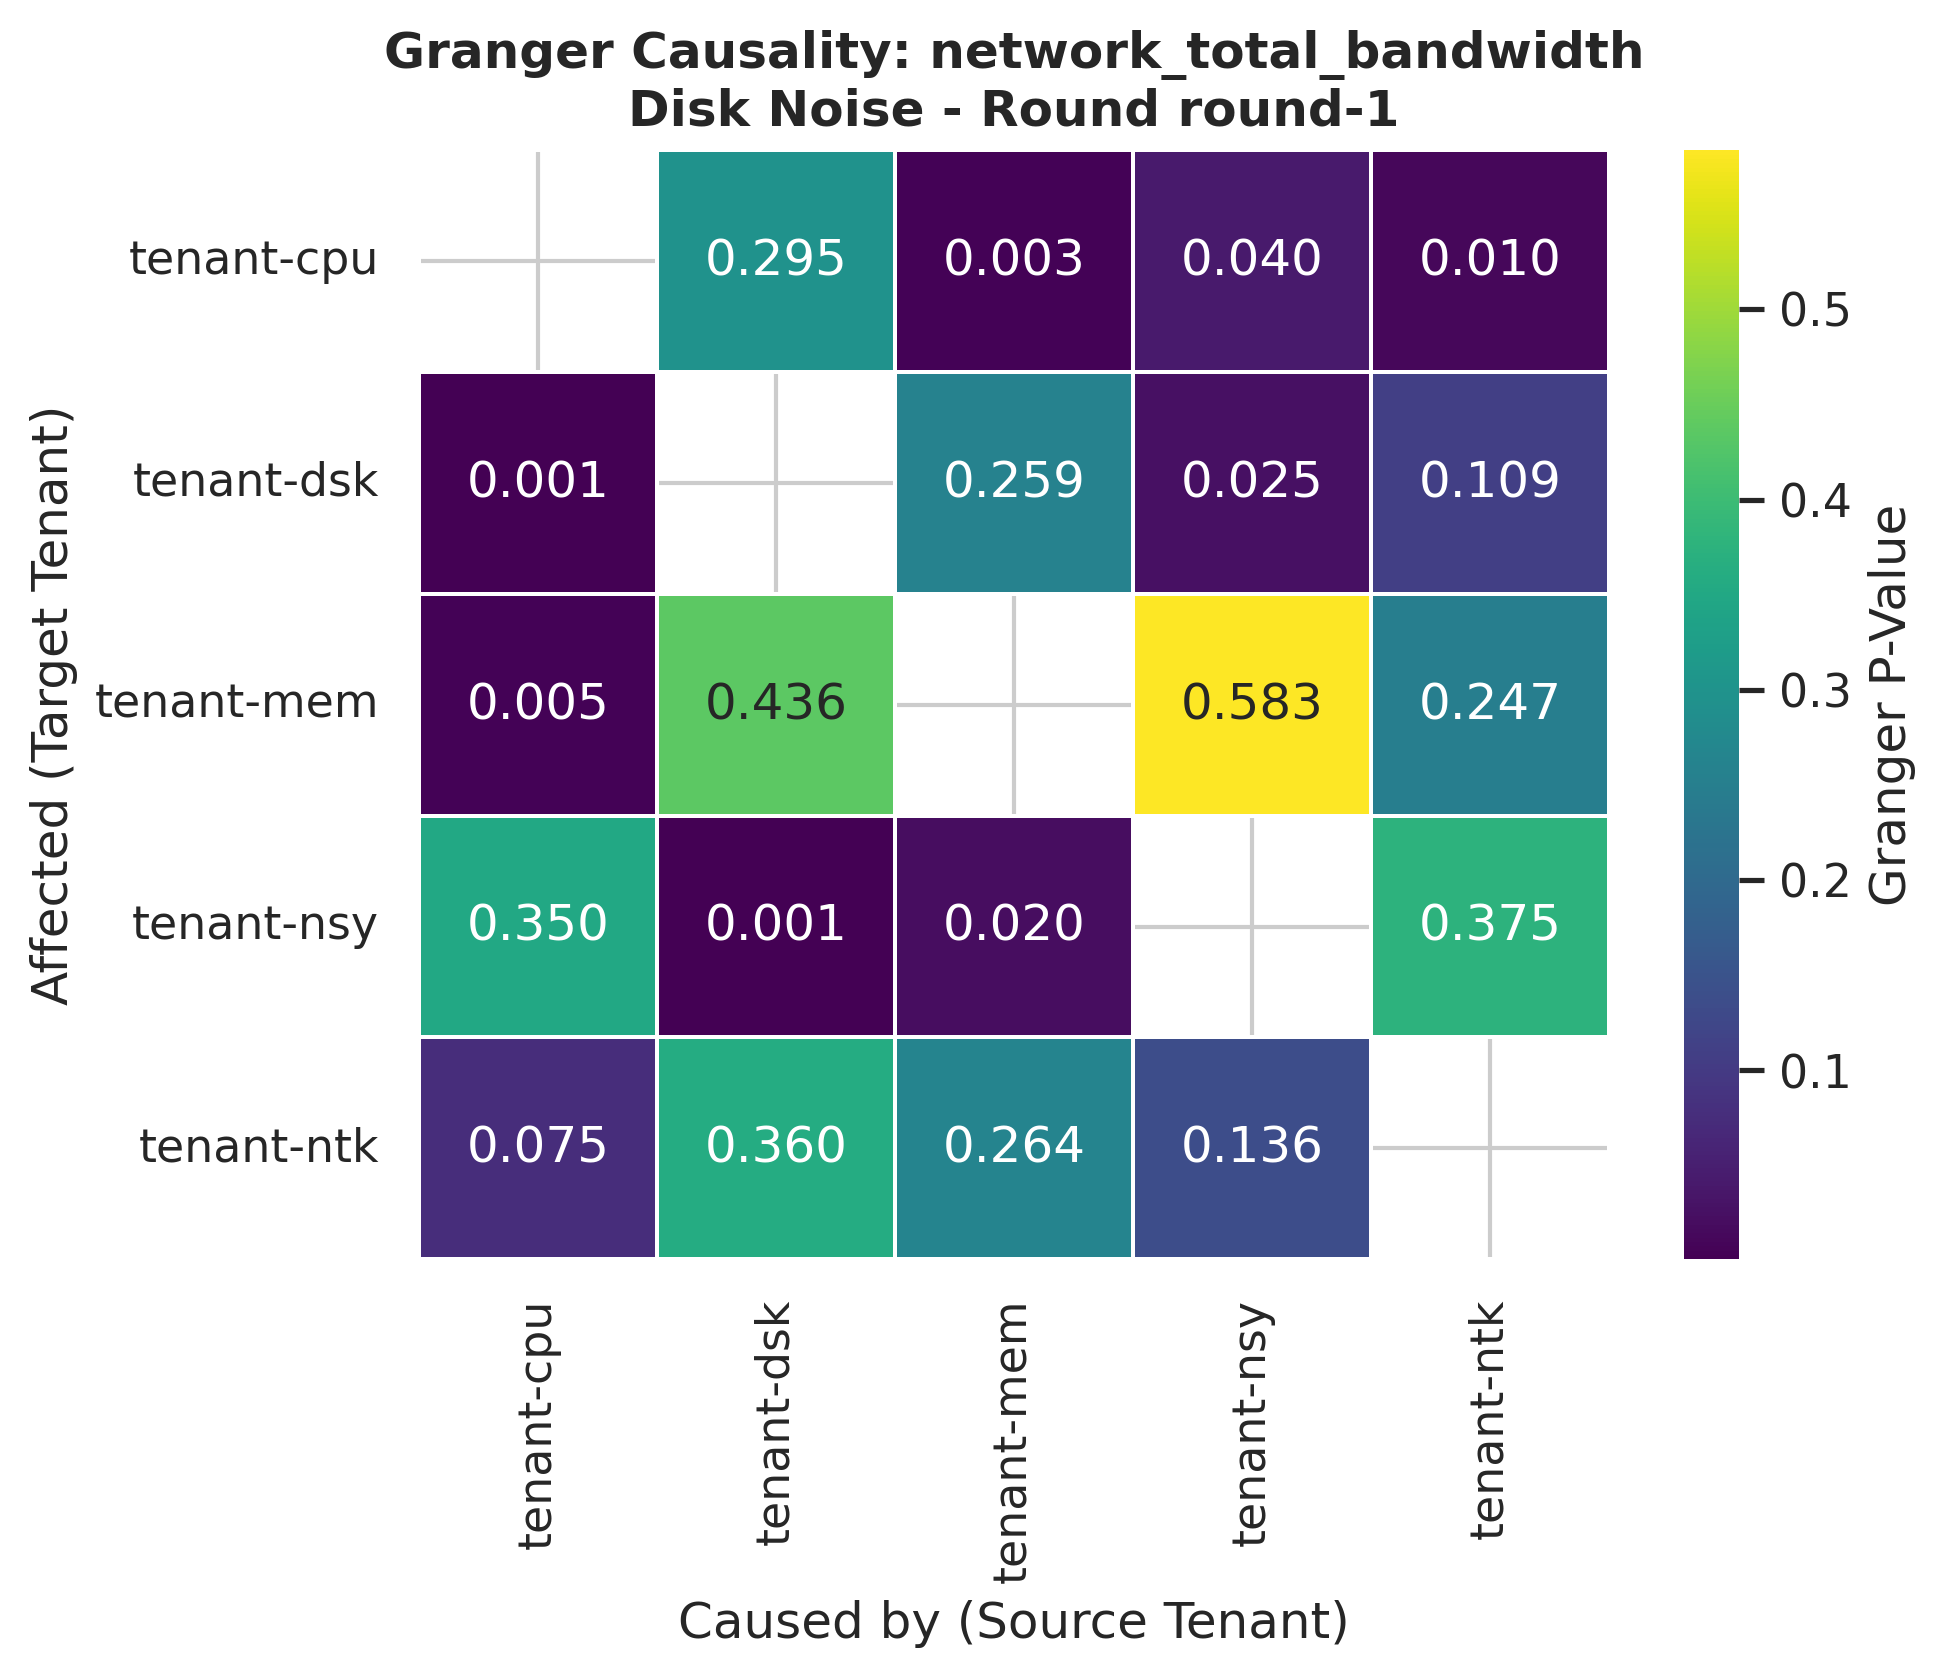 Granger Causality: network_total_bandwidth
Disk Noise - Round round-1
Affected (Target Tenant)
tenant-cpu 0.295 0.003 0.040 0.010
tenant-dsk 0.001 0.259 0.025 0.109
tenant-mem 0.005 0.436 0.583 0.247
tenant-nsy 0.350 0.001 0.020 0.375
tenant-ntk 0.075 0.360 0.264 0.136
tenant-cpu
tenant-dsk
tenant-mem
tenant-nsy
tenant-ntk
Caused by (Source Tenant)
0.5
0.4
0.3
0.2
0.1
Granger P-Value